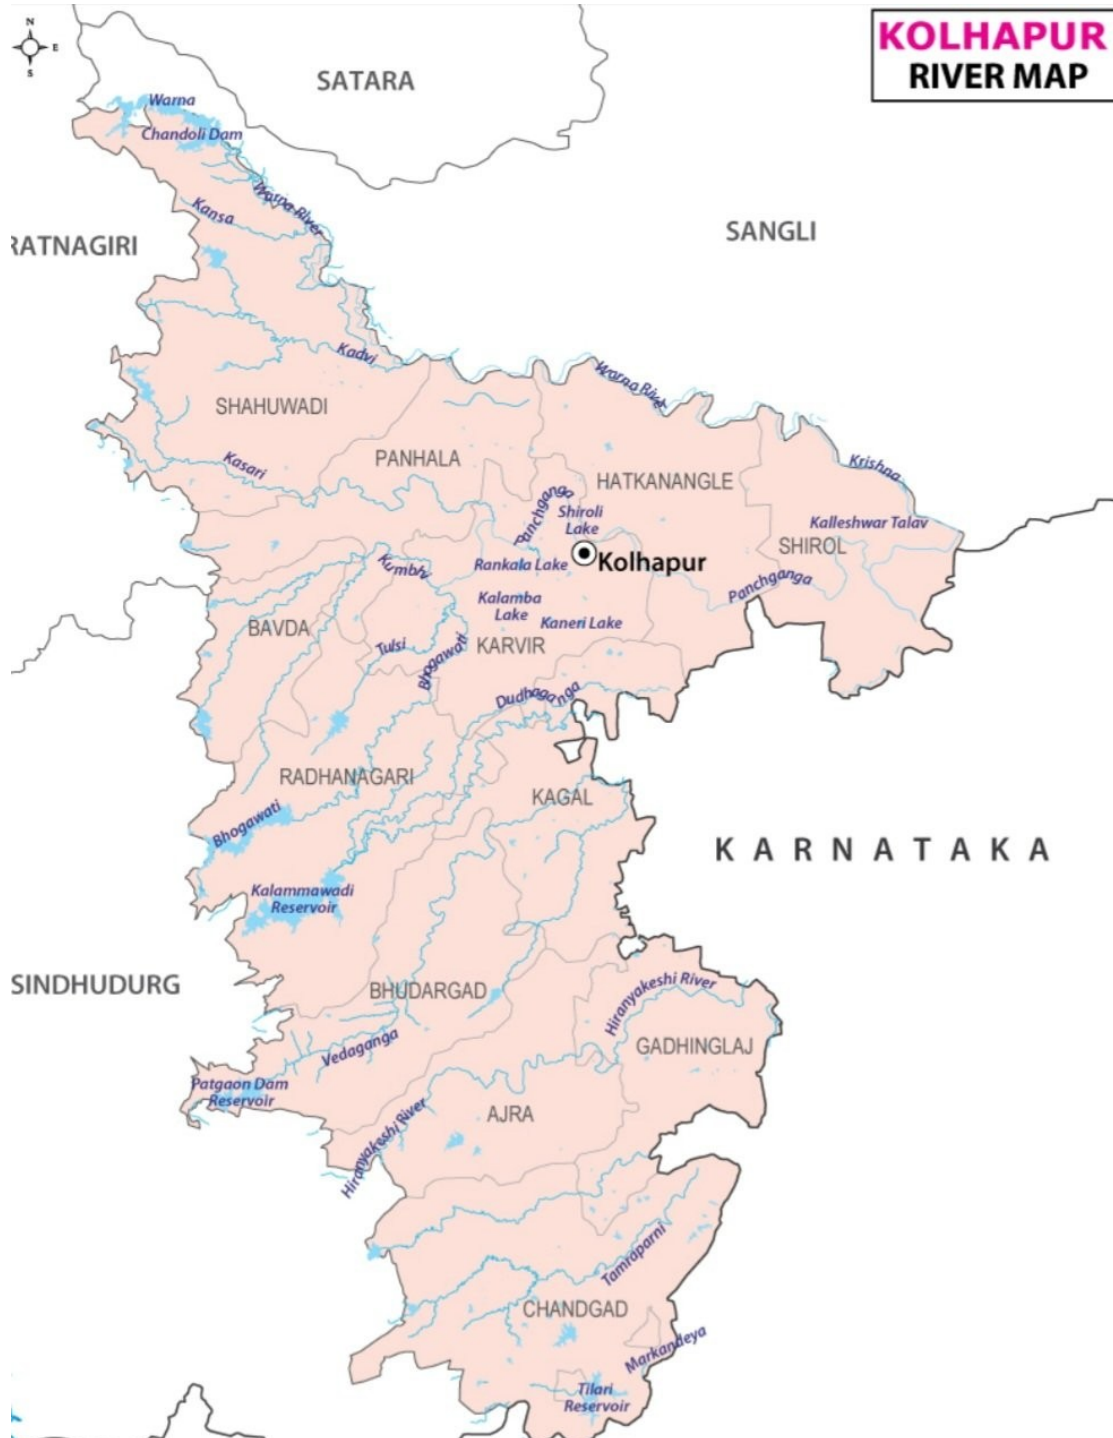 N
E
S
KOLHAPUR
RIVER MAP
SATARA
Warna
Chandoli Dam
Warna River
Kansa
RATNAGIRI
SANGLI
Kadvi
Warna River
SHAHUWADI
PANHALA
Kasari
HATKANANGLE
Krishna
Panchganga
Shiroli
Lake
Kalleshwar Talav
SHIROL
Kolhapur
Rankala Lake
Kumbhi
Panchganga
Kalamba
Lake
Kaneri Lake
BAVDA
Tulsi
Bhogawati
KARVIR
Dudhaganga
RADHANAGARI
KAGAL
Bhogawati
KARNATAKA
Kalammawadi
Reservoir
SINDHUDURG
BHUDARGAD
Hiranyakeshi River
GADHINGLAJ
Vedaganga
Patgaon Dam
Reservoir
AJRA
Hiranyakeshi River
Tamraparni
CHANDGAD
Markandeya
Tilari
Reservoir